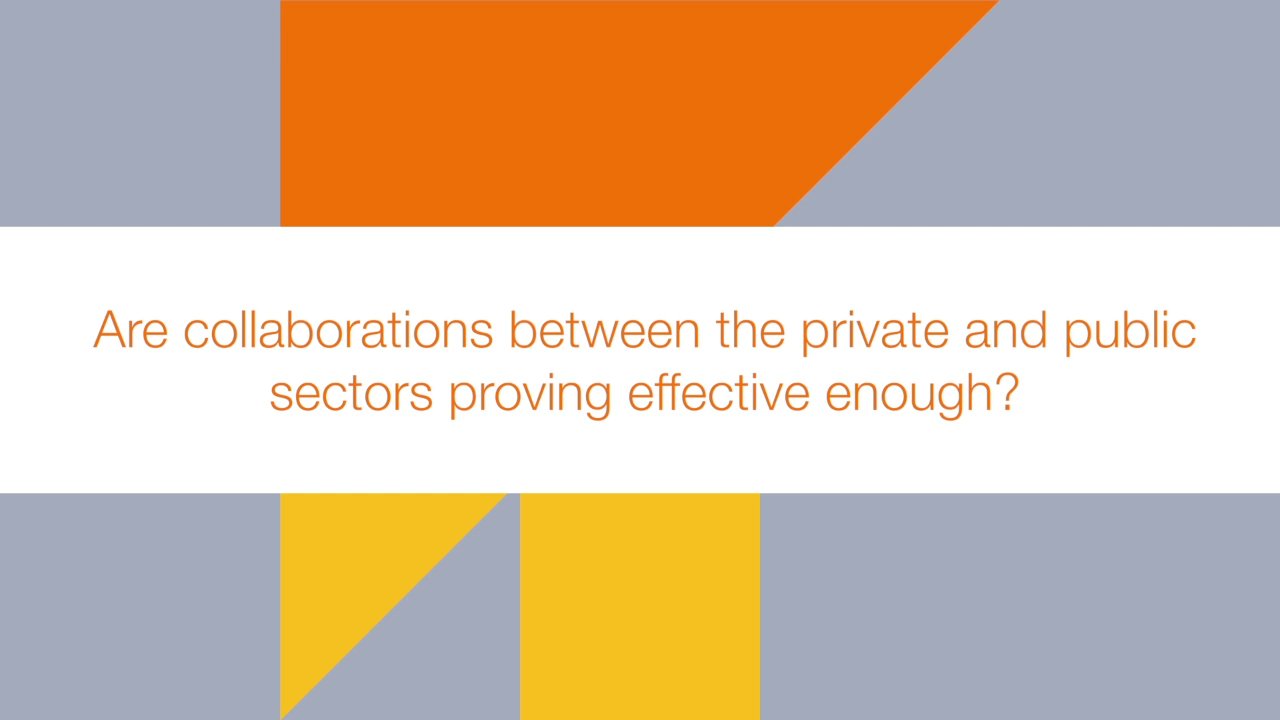 Are collaborations between the private and public
sectors proving effective enough?